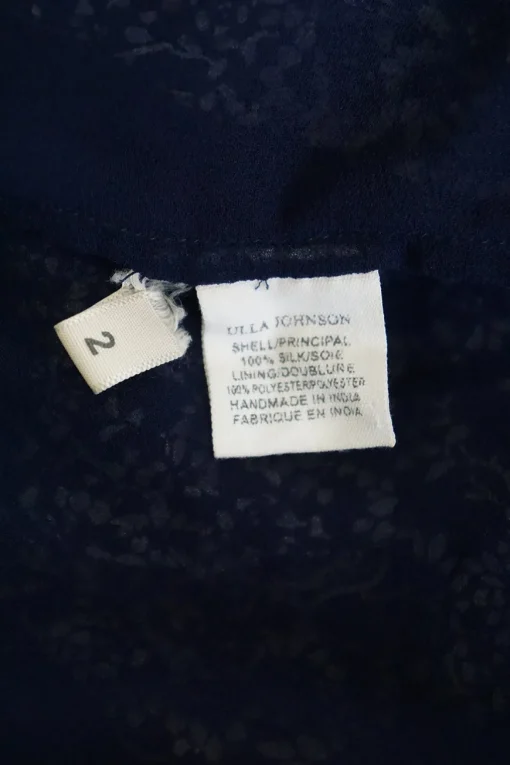 2
ULLA JOHNSON
SHELL/PRINCIPAL
100% SILK/SOIE
LINING/DOUBLURE
100% POLYESTER/POLYESTER
HANDMADE IN INDIA
FABRIQUE EN INDIA